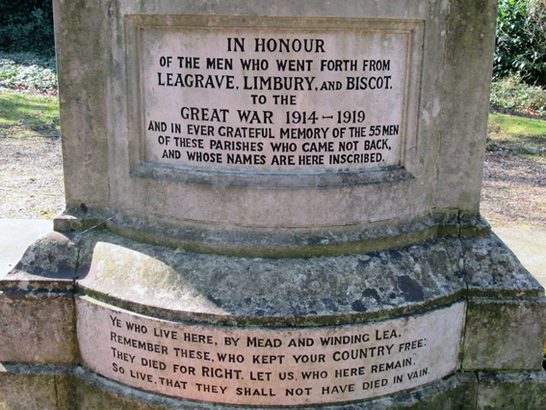 IN HONOUR
OF THE MEN WHO WENT FORTH FROM
LEAGRAVE, LIMBURY, AND BISCOT.
TO THE
GREAT WAR 1914-1919
AND IN EVER GRATEFUL MEMORY OF THE 55 MEN
OF THESE PARISHES WHO CAME NOT BACK,
AND WHOSE NAMES ARE HERE INSCRIBED.
YE WHO LIVE HERE, BY MEAD AND WINDING LEA,
REMEMBER THESE, WHO KEPT YOUR COUNTRY FREE:
THEY DIED FOR RIGHT, LET US, WHO HERE REMAIN,
SO LIVE, THAT THEY SHALL NOT HAVE DIED IN VAIN.